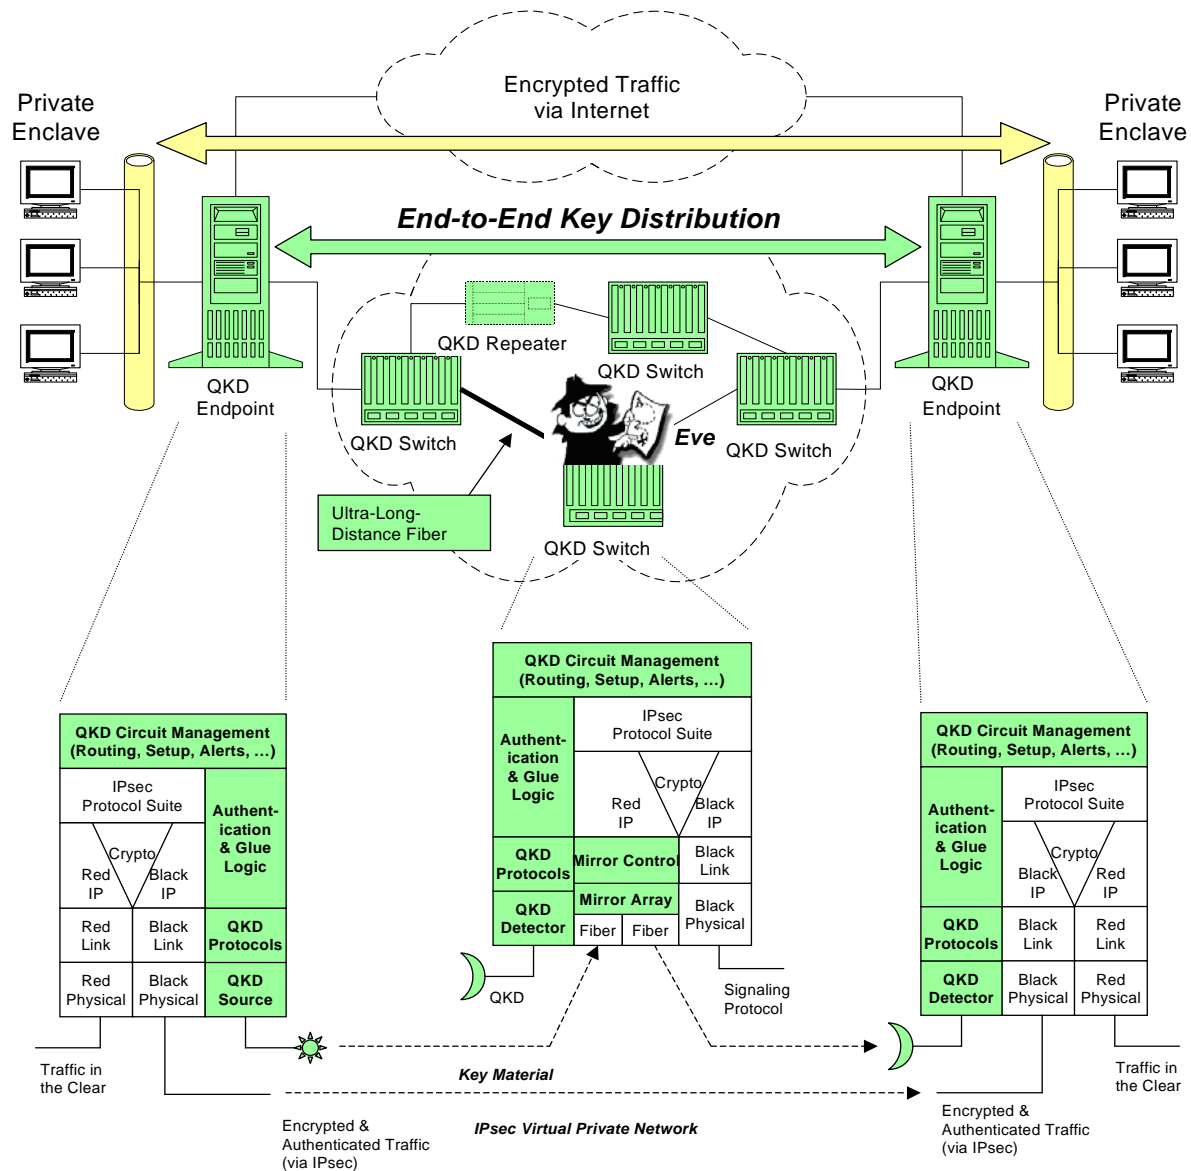 Encrypted Traffic
via Internet
Private
Enclave
Private
Enclave
End-to-End Key Distribution
QKD Repeater
QKD Switch
QKD
Endpoint
QKD
Endpoint
QKD Switch
Eve
QKD Switch
Ultra-Long-
Distance Fiber
QKD Switch
QKD Circuit Management
(Routing, Setup, Alerts, ...)
IPsec
Protocol Suite
Authent-
ication
& Glue
Logic
Crypto
Red
IP
Black
IP
Red
Link
Black
Link
QKD
Protocols
Red
Physical
Black
Physical
QKD
Source
Traffic in
the Clear
Encrypted &
Authenticated Traffic
(via IPsec)
QKD Circuit Management
(Routing, Setup, Alerts, ...)
Authent-
ication
& Glue
Logic
IPsec
Protocol Suite
Crypto
Red
IP
Black
IP
QKD
Protocols
Mirror Control
Black
Link
Mirror Array
QKD
Detector
Fiber
Fiber
Black
Physical
QKD
Signaling
Protocol
Key Material
IPsec Virtual Private Network
QKD Circuit Management
(Routing, Setup, Alerts, ...)
Authent-
ication
& Glue
Logic
IPsec
Protocol Suite
Crypto
Black
IP
Red
IP
QKD
Protocols
Black
Link
Red
Link
QKD
Detector
Black
Physical
Red
Physical
Traffic in
the Clear
Encrypted &
Authenticated Traffic
(via IPsec)